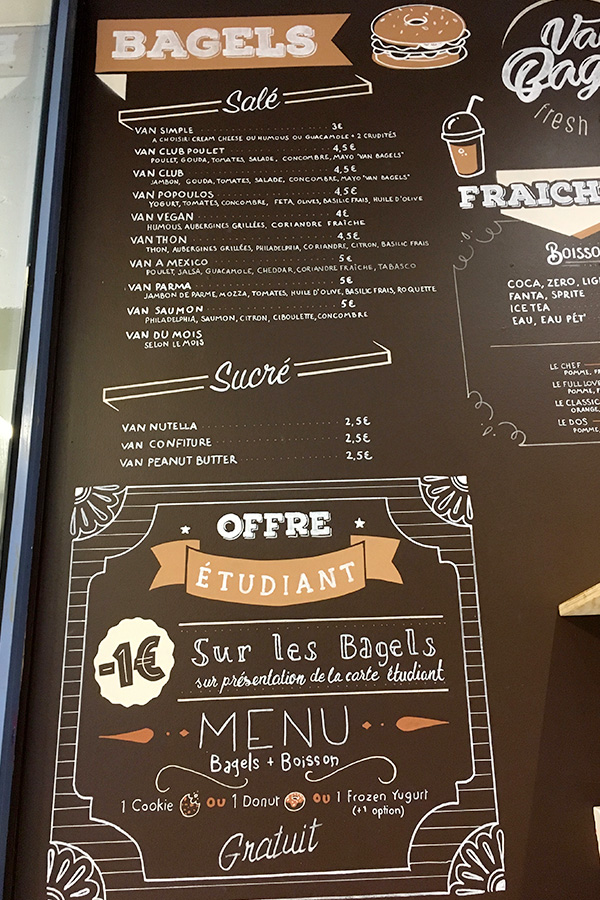 BAGELS
Salé
VAN SIMPLE 3€
A CHOISIR: CREAM CHEESE OU HOUMOUS OU GUACAMOLE + 2 CRUDITÉS
VAN CLUB POULET 4,5€
POULET, GOUDA, TOMATES, SALADE, CONCOMBRE, MAYO "VAN BAGELS"
VAN CLUB 4,5€
JAMBON, GOUDA, TOMATES, SALADE, CONCOMBRE, MAYO "VAN BAGELS"
VAN POPOULOS 4,5€
YOGURT, TOMATES, CONCOMBRE, FETA, OLIVES, BASILIC FRAIS, HUILE D'OLIVE
VAN VEGAN 4€
HUMOUS, AUBERGINES GRILLÉES, CORIANDRE FRAÎCHE
VAN THON 4,5€
THON, AUBERGINES GRILLÉES, PHILADELPHIA, CORIANDRE, CITRON, BASILIC FRAIS
VAN A MEXICO 5€
POULET, SALSA, GUACAMOLE, CHEDDAR, CORIANDRE FRAÎCHE, TABASCO
VAN PARMA 5€
JAMBON DE PARME, MOZZA, TOMATES, HUILE D'OLIVE, BASILIC FRAIS, ROQUETTE
VAN SAUMON 5€
PHILADELPHIA, SAUMON, CITRON, CIBOULETTE, CONCOMBRE
VAN DU MOIS
SELON LE MOIS
Sucré
VAN NUTELLA 2,5€
VAN CONFITURE 2,5€
VAN PEANUT BUTTER 2,5€
OFFRE
ÉTUDIANT
-1€
Sur les Bagels
sur présentation de la carte étudiant
MENU
Bagels + Boisson
1 Cookie OU 1 Donut OU 1 Frozen Yugurt
(+1 option)
Gratuit
Va
Bag
fresh
FRAICH
Boisso
COCA, ZERO, LIG
FANTA, SPRITE
ICE TEA
EAU, EAU PÉT'
LE CHEF
POMME, FR
LE FULL LOVE
POMME, F
LE CLASSIC
ORANGE,
LE DOS
POMME,